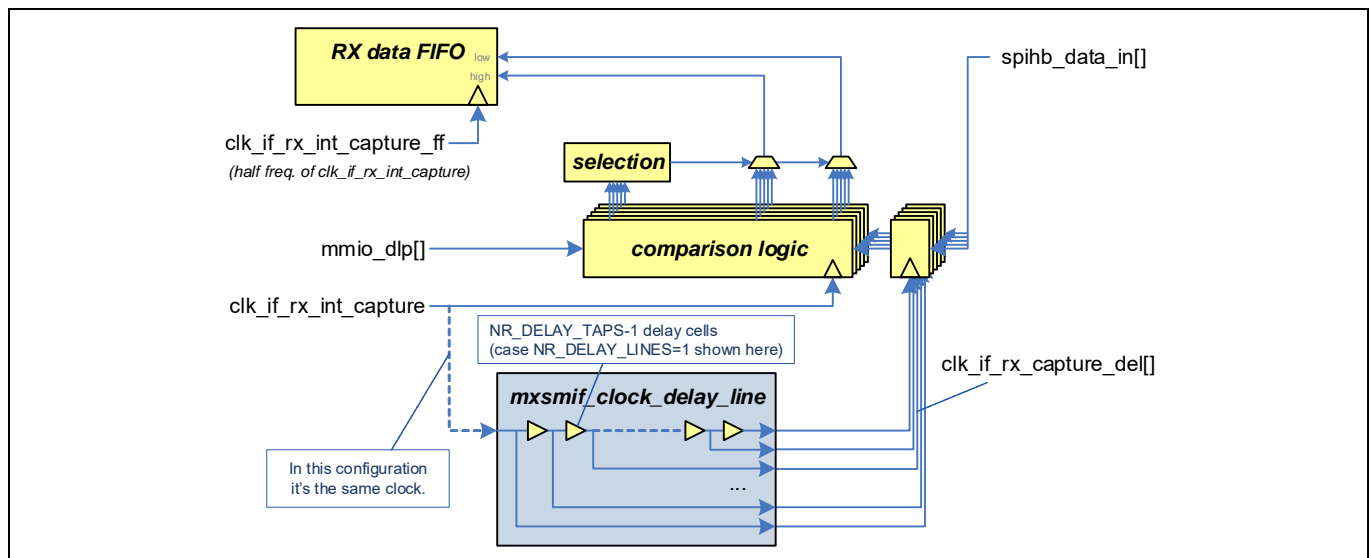 RX data FIFO
low
high
spihb_data_in[]
clk_if_rx_int_capture_ff
(half freq. of clk_if_rx_int_capture)
selection
mmio_dlp[]
comparison logic
clk_if_rx_int_capture
NR_DELAY_TAPS-1 delay cells
(case NR_DELAY_LINES=1 shown here)
clk_if_rx_capture_del[]
mxsmif_clock_delay_line
In this configuration
it's the same clock.
...